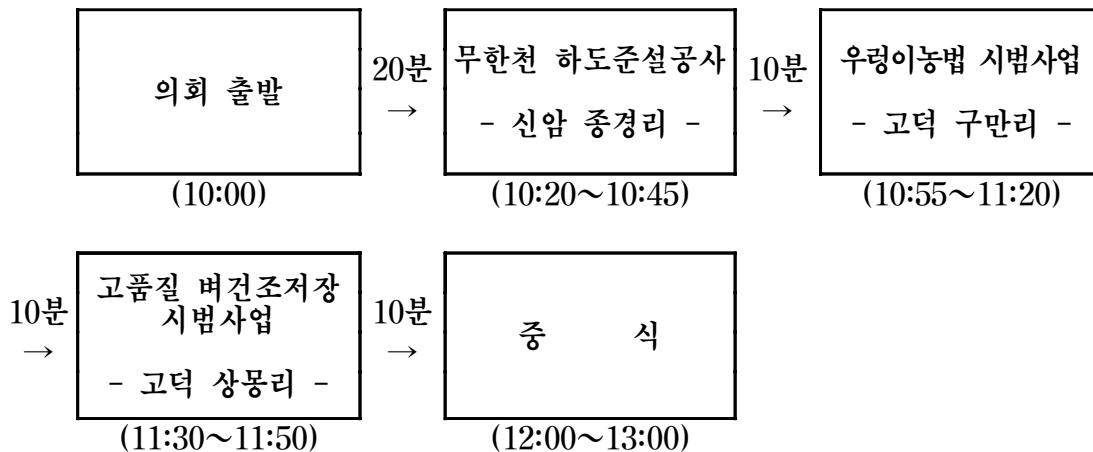 의회 출발
(10:00)
20분
→
무한천 하도준설공사
- 신암 종경리 -
(10:20～10:45)
10분
→
우렁이농법 시범사업
- 고덕 구만리 -
(10:55～11:20)
10분
→
고품질 벼건조저장
시범사업
- 고덕 상몽리 -
(11:30～11:50)
10분
→
중 식
(12:00～13:00)